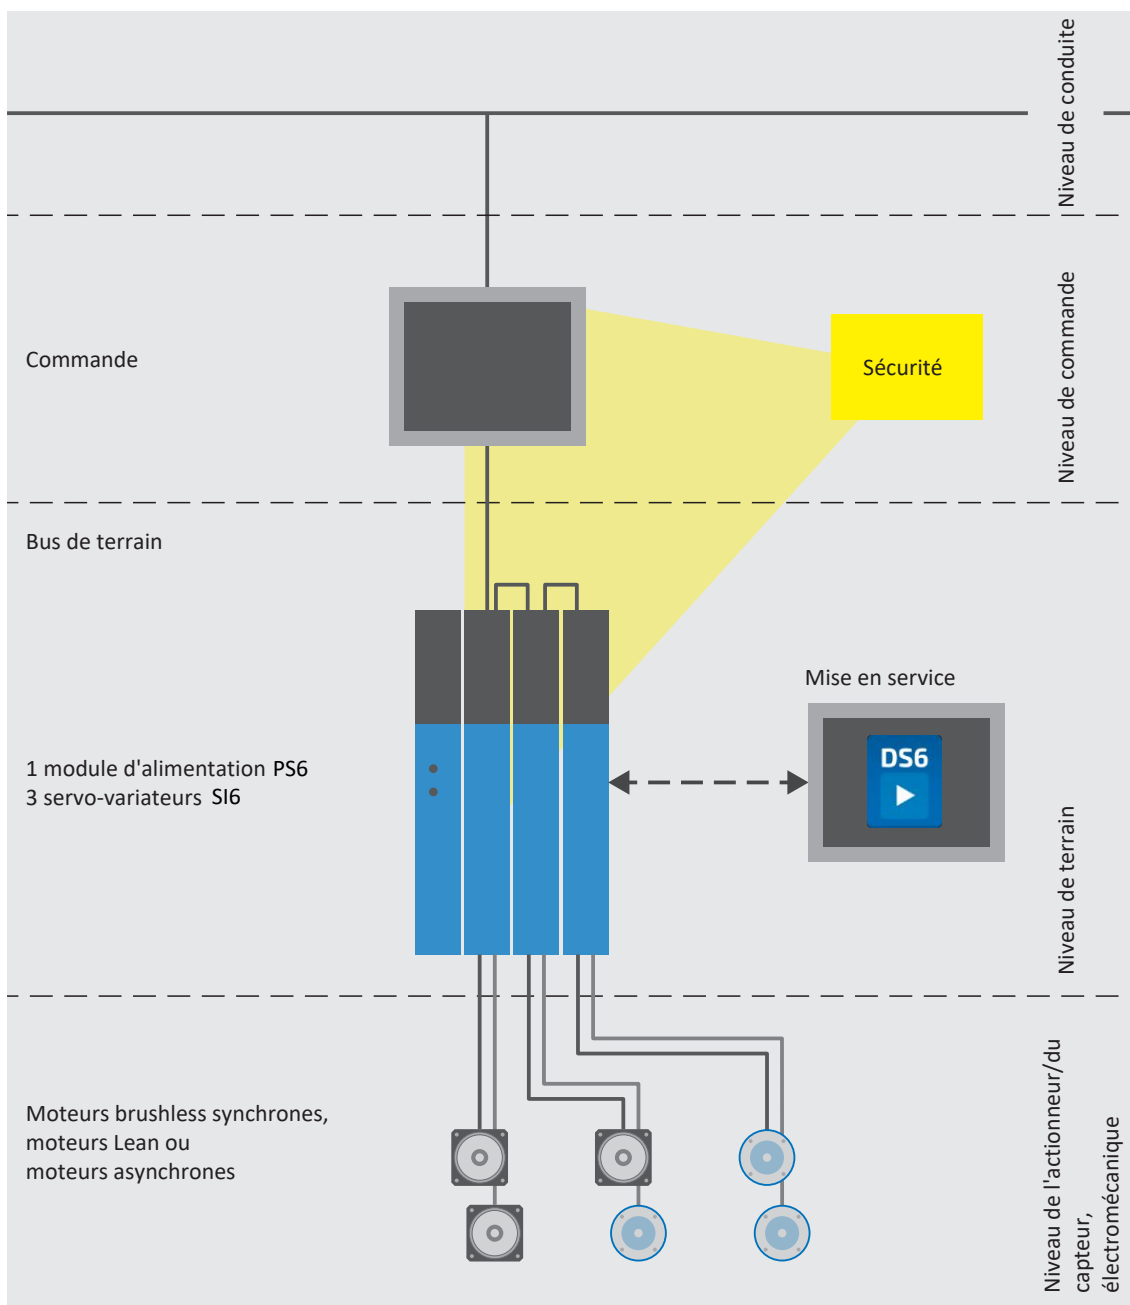 Niveau de conduite
Commande
Sécurité
Niveau de commande
Bus de terrain
Mise en service
DS6
1 module d'alimentation PS6
3 servo-variateurs SI6
Niveau de terrain
Moteurs brushless synchrones,
moteurs Lean ou
moteurs asynchrones
Niveau de l'actionneur/du
capteur,
électromécanique